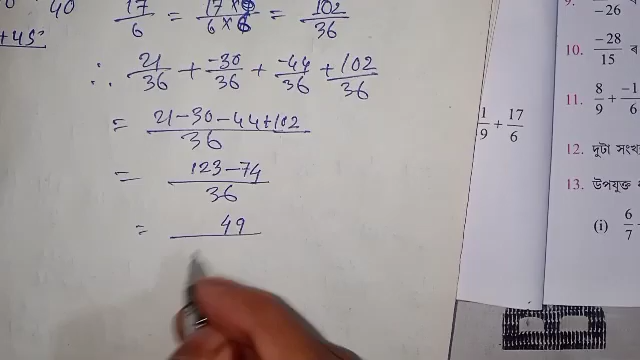 40
+45°
17/6 = 17×6/6×6 = 102/36
∴ 21/36 + -30/36 + -44/36 + 102/36
= 21-30-44+102/36
= 123-74/36
= 49
1/9 + 17/6
9.
-26
10. -28/15 ৰ
11. 8/9 + -1/6
12. দুটা সংখ
13. উপযুক্ত
(i) 6/7